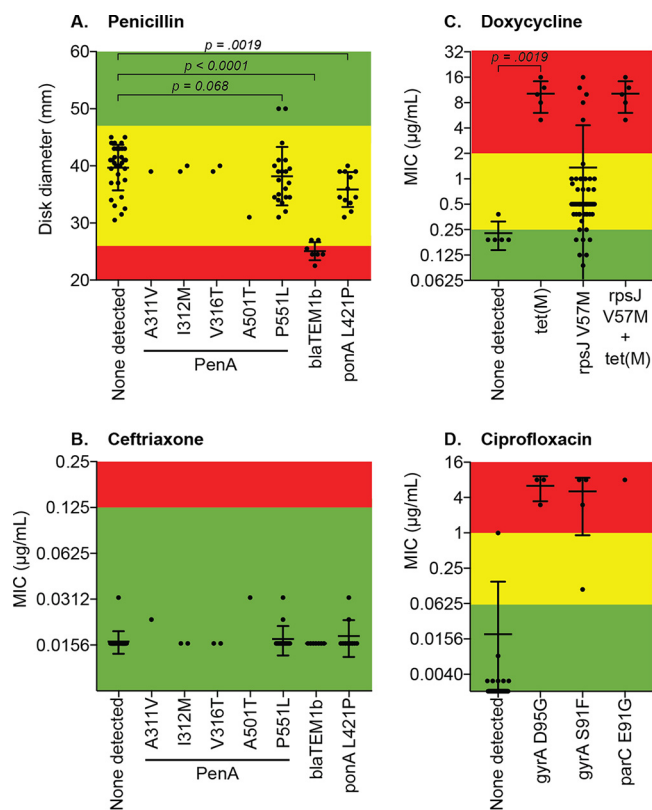 A. Penicillin
Disk diameter (mm)
60
50
40
30
20
p = .0019
p < 0.0001
p = 0.068
None detected
A311V
I312M
V316T
A501T
P551L
blaTEM1b
ponA L421P
PenA
C. Doxycycline
MIC (µg/mL)
32
16
8
4
2
1
0.5
0.25
0.125
0.0625
p = .0019
None detected
tet(M)
rpsJ V57M
rpsJ
V57M
+
tet(M)
B. Ceftriaxone
MIC (µg/mL)
0.25
0.125
0.0625
0.0312
0.0156
None detected
A311V
I312M
V316T
A501T
P551L
blaTEM1b
ponA L421P
PenA
D. Ciprofloxacin
MIC (µg/mL)
16
4
1
0.25
0.0625
0.0156
0.0040
None detected
gyrA D95G
gyrA S91F
parC E91G